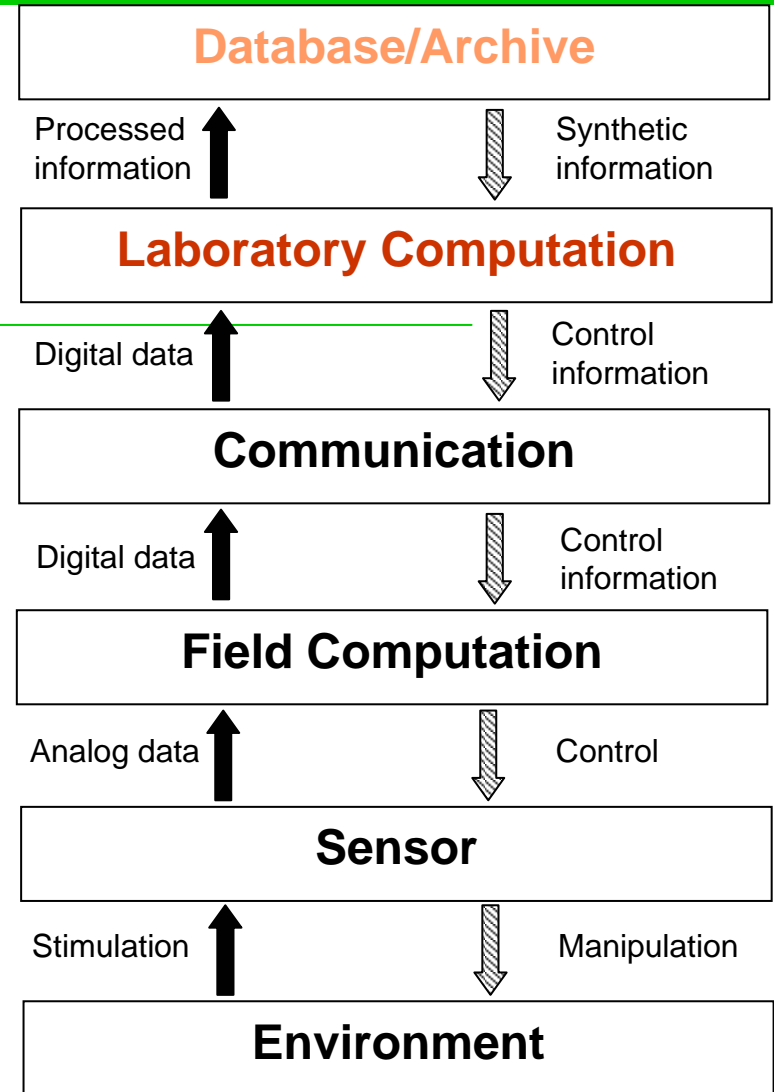 Database/Archive
Processed
information
Synthetic
information
Laboratory Computation
Digital data
Control
information
Communication
Digital data
Control
information
Field Computation
Analog data
Control
Sensor
Stimulation
Manipulation
Environment